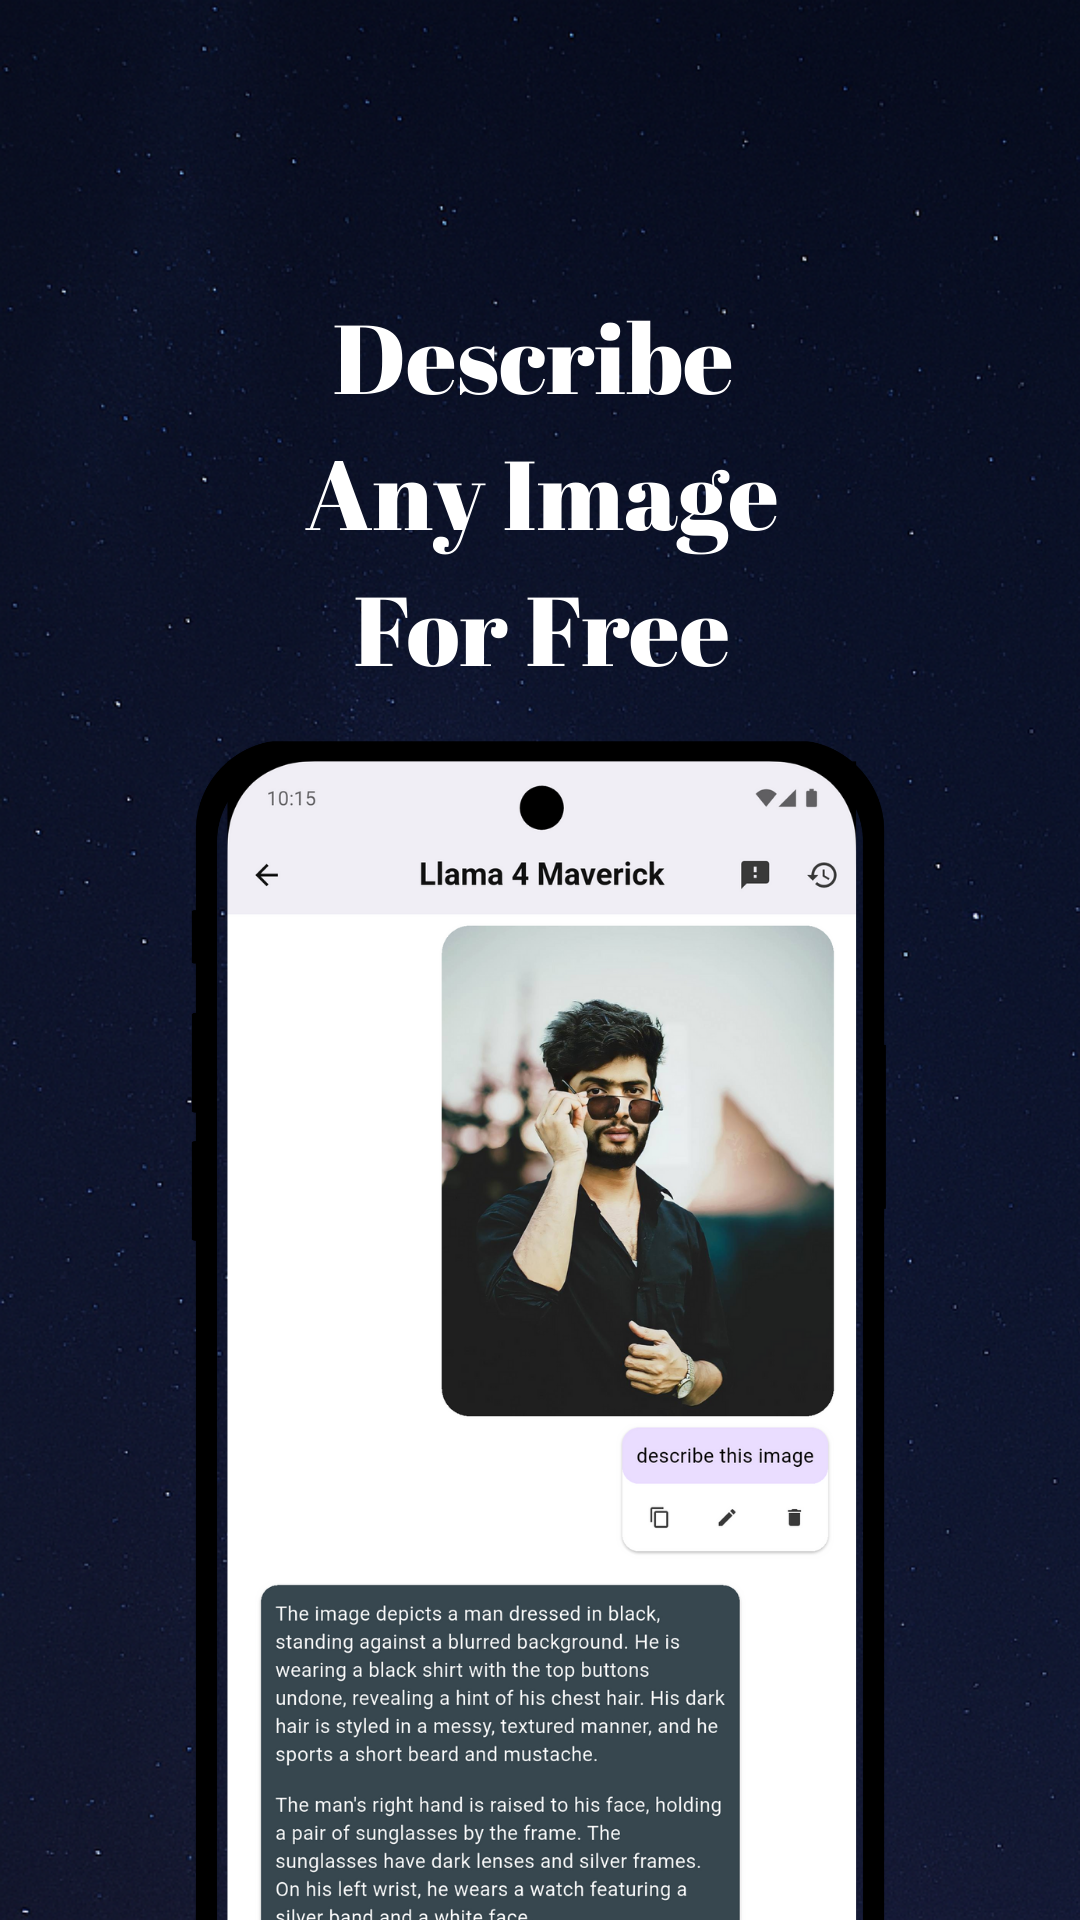 Describe
Any Image
For Free
10:15
Llama 4 Maverick
describe this image
The image depicts a man dressed in black,
standing against a blurred background. He is
wearing a black shirt with the top buttons
undone, revealing a hint of his chest hair. His dark
hair is styled in a messy, textured manner, and he
sports a short beard and mustache.
The man's right hand is raised to his face, holding
a pair of sunglasses by the frame. The
sunglasses have dark lenses and silver frames.
On his left wrist, he wears a watch featuring a
silver band and a white face.